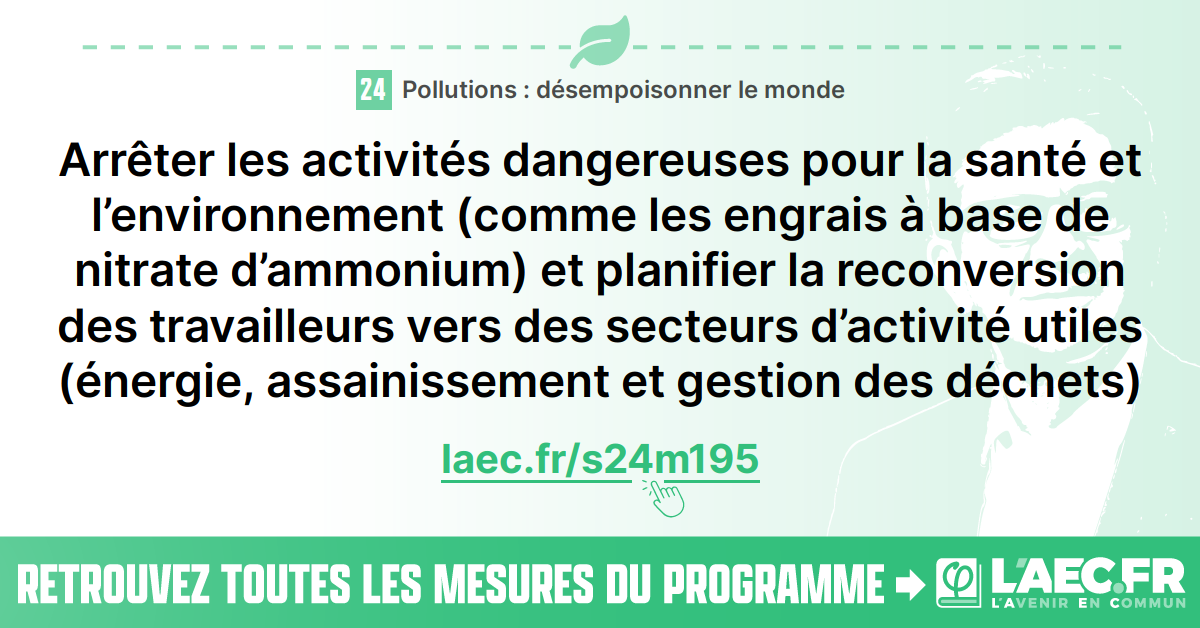 24 Pollutions : désempoisonner le monde
Arrêter les activités dangereuses pour la santé et
l’environnement (comme les engrais à base de
nitrate d’ammonium) et planifier la reconversion
des travailleurs vers des secteurs d’activité utiles
(énergie, assainissement et gestion des déchets)
laec.fr/s24m195
RETROUVEZ TOUTES LES MESURES DU PROGRAMME
φ L'AEC.FR
L'AVENIR EN COMMUN